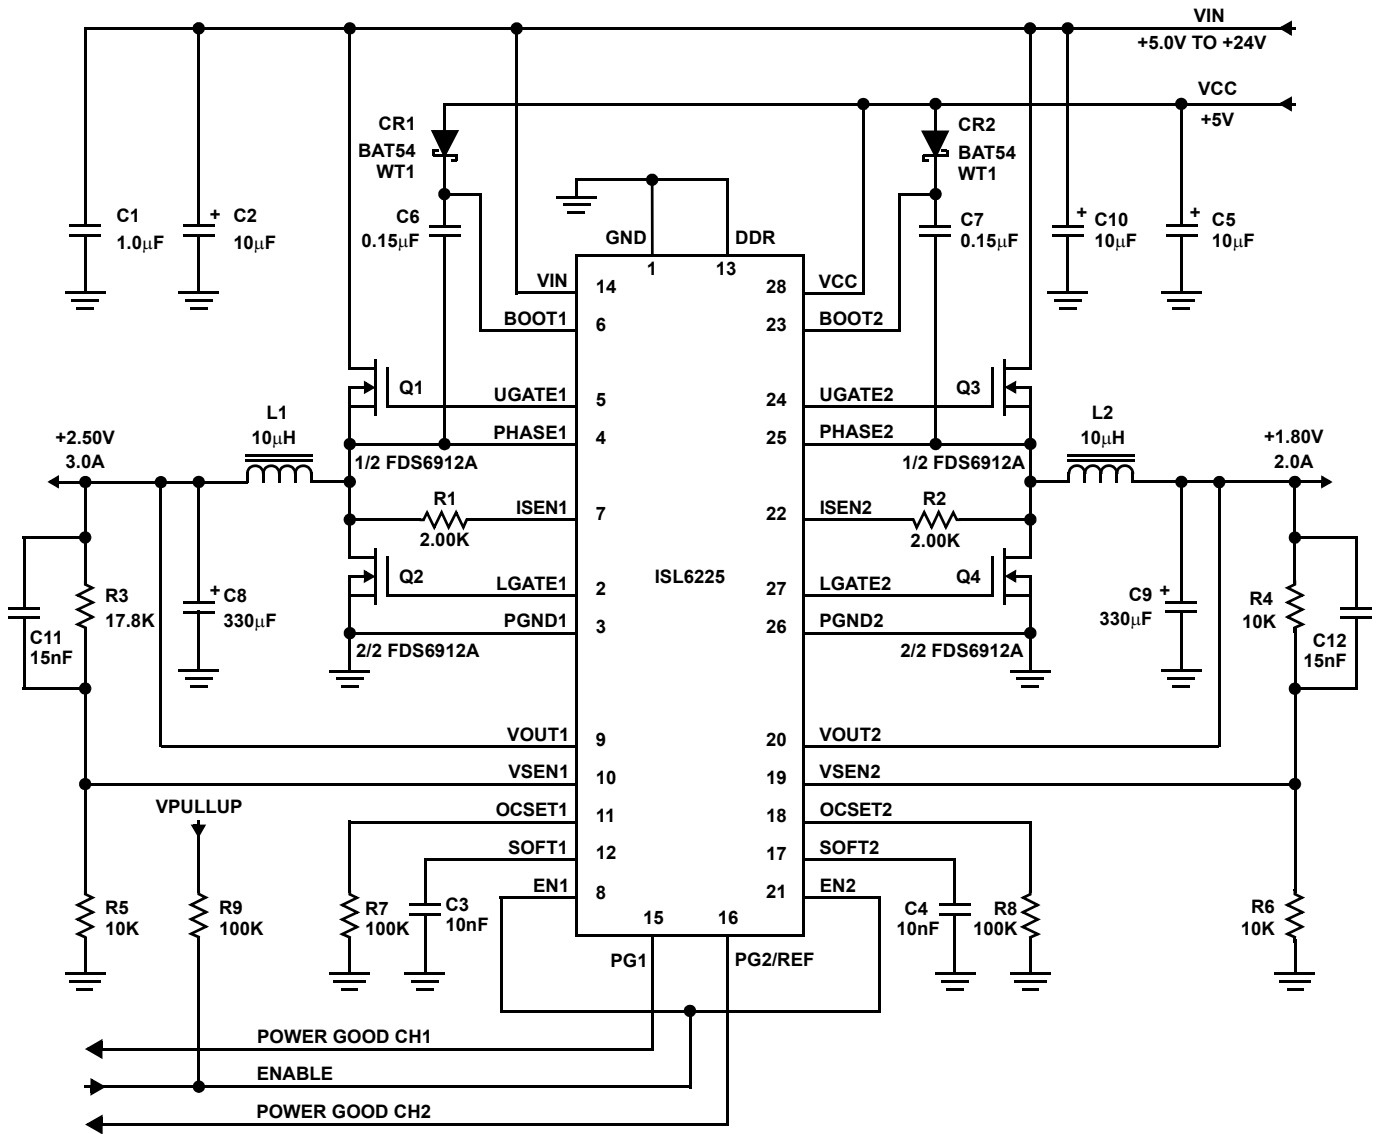 VIN
+5.0V TO +24V
VCC
+5V
CR1
BAT54
WT1
CR2
BAT54
WT1
C1
1.0µF
+
C2
10µF
C6
0.15µF
GND
DDR
C7
0.15µF
+
C10
10µF
+
C5
10µF
1
13
VIN
14
28
VCC
BOOT1
6
23
BOOT2
Q1
UGATE1
5
24
UGATE2
Q3
L1
10µH
PHASE1
4
25
PHASE2
L2
10µH
+2.50V
3.0A
1/2 FDS6912A
1/2 FDS6912A
+1.80V
2.0A
R1
2.00K
ISEN1
7
22
ISEN2
R2
2.00K
ISL6225
Q2
LGATE1
2
27
LGATE2
Q4
R3
17.8K
+
C8
330µF
C9
+
330µF
R4
10K
C11
15nF
PGND1
3
26
PGND2
C12
15nF
2/2 FDS6912A
2/2 FDS6912A
VOUT1
9
20
VOUT2
VSEN1
10
19
VSEN2
VPULLUP
OCSET1
11
18
OCSET2
SOFT1
12
17
SOFT2
EN1
8
21
EN2
R5
10K
R9
100K
R7
100K
C3
10nF
15
16
C4
10nF
R8
100K
R6
10K
PG1
PG2/REF
POWER GOOD CH1
ENABLE
POWER GOOD CH2